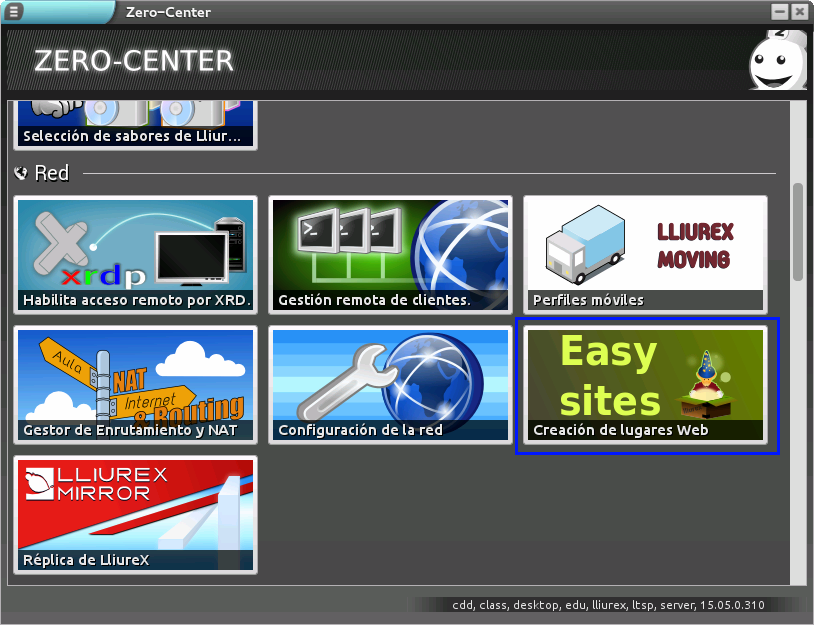 Zero-Center
ZERO-CENTER
Selección de sabores de Lliur...
Red
xrdp
Habilita acceso remoto por XRD.
Gestión remota de clientes.
LLIUREX
MOVING
Perfiles móviles
Aula
NAT
Internet
& Routing
Gestor de Enrutamiento y NAT
Configuración de la red
Easy
sites
Creación de lugares Web
LLIUREX
MIRROR
Réplica de LliureX
cdd, class, desktop, edu, lliurex, ltsp, server, 15.05.0.310